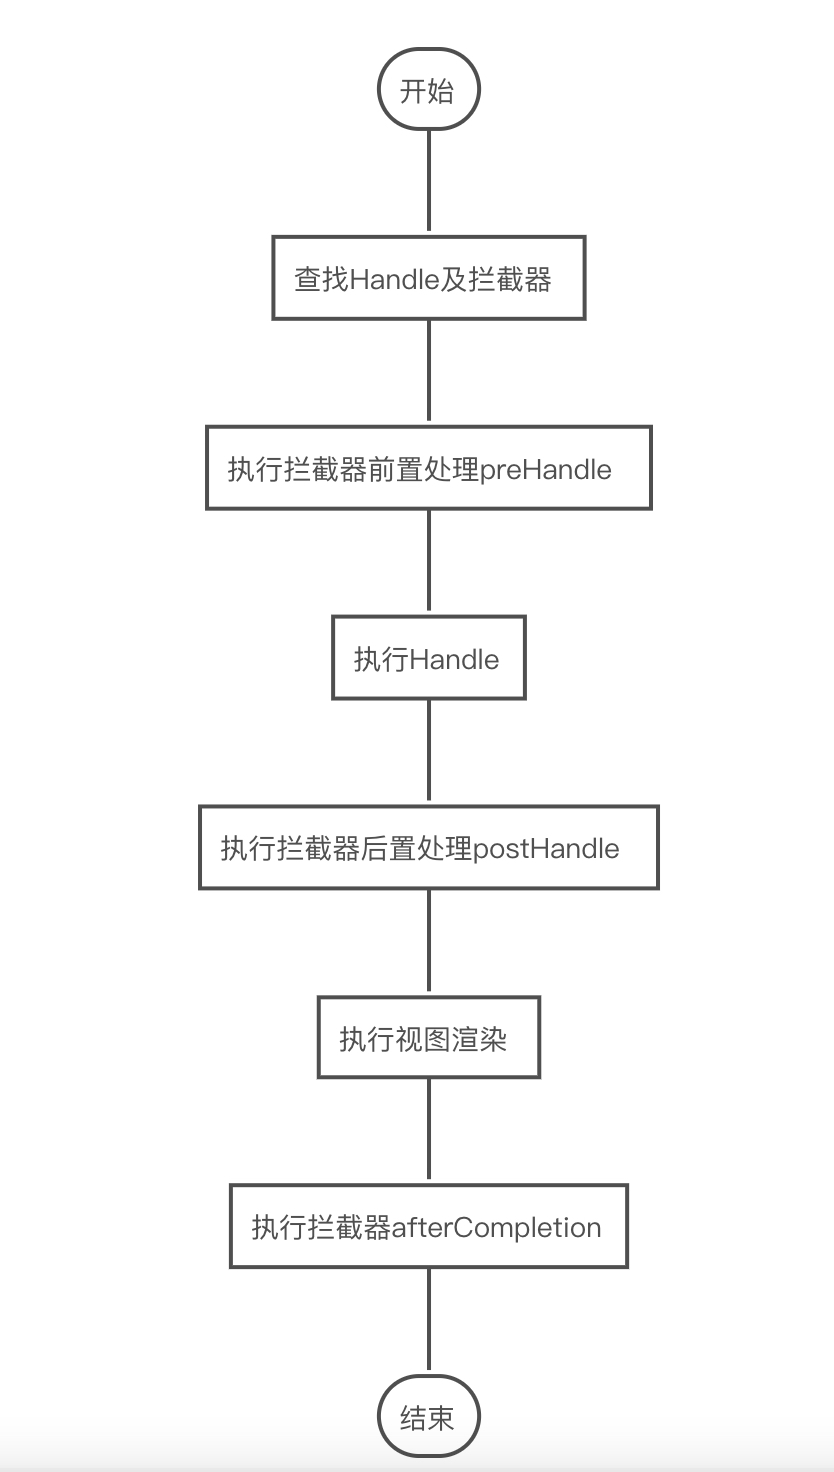 开始
查找Handle及拦截器
执行拦截器前置处理preHandle
执行Handle
执行拦截器后置处理postHandle
执行视图渲染
执行拦截器afterCompletion
结束